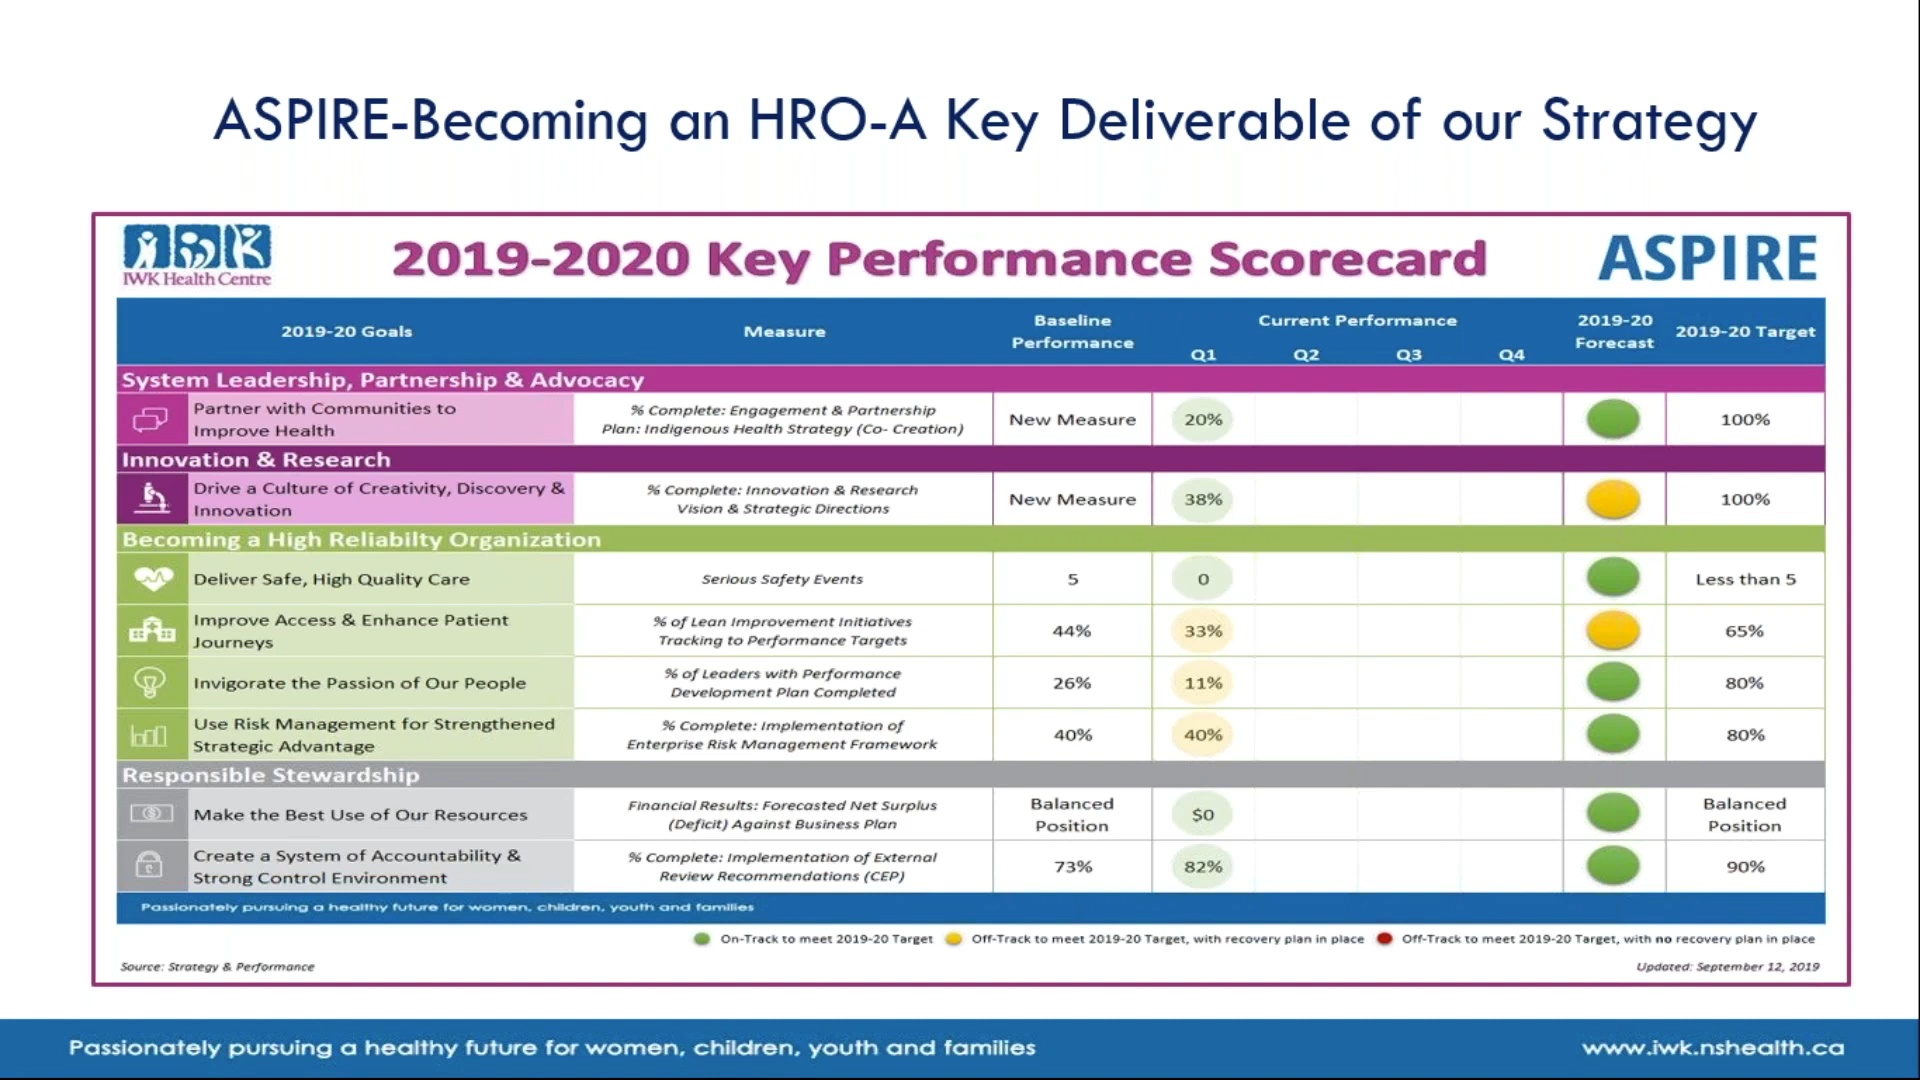 ASPIRE-Becoming an HRO-A Key Deliverable of our Strategy
IWK Health Centre
2019-2020 Key Performance Scorecard
ASPIRE
2019-20 Goals
Measure
Baseline
Performance
Current Performance
Q1 Q2 Q3 Q4
2019-20
Forecast
2019-20 Target
System Leadership, Partnership & Advocacy
Partner with Communities to
Improve Health
% Complete: Engagement & Partnership
Plan: Indigenous Health Strategy (Co- Creation)
New Measure
20%
100%
Innovation & Research
Drive a Culture of Creativity, Discovery &
Innovation
% Complete: Innovation & Research
Vision & Strategic Directions
New Measure
38%
100%
Becoming a High Reliabilty Organization
Deliver Safe, High Quality Care
Serious Safety Events
5
0
Less than 5
Improve Access & Enhance Patient
Journeys
% of Lean Improvement Initiatives
Tracking to Performance Targets
44%
33%
65%
Invigorate the Passion of Our People
% of Leaders with Performance
Development Plan Completed
26%
11%
80%
Use Risk Management for Strengthened
Strategic Advantage
% Complete: Implementation of
Enterprise Risk Management Framework
40%
40%
80%
Responsible Stewardship
Make the Best Use of Our Resources
Financial Results: Forecasted Net Surplus
(Deficit) Against Business Plan
Balanced
Position
$0
Balanced
Position
Create a System of Accountability &
Strong Control Environment
% Complete: Implementation of External
Review Recommendations (CEP)
73%
82%
90%
Passionately pursuing a healthy future for women, children, youth and families
On-Track to meet 2019-20 Target
Off-Track to meet 2019-20 Target, with recovery plan in place
Off-Track to meet 2019-20 Target, with no recovery plan in place
Source: Strategy & Performance
Updated: September 12, 2019
Passionately pursuing a healthy future for women, children, youth and families
www.iwk.nshealth.ca